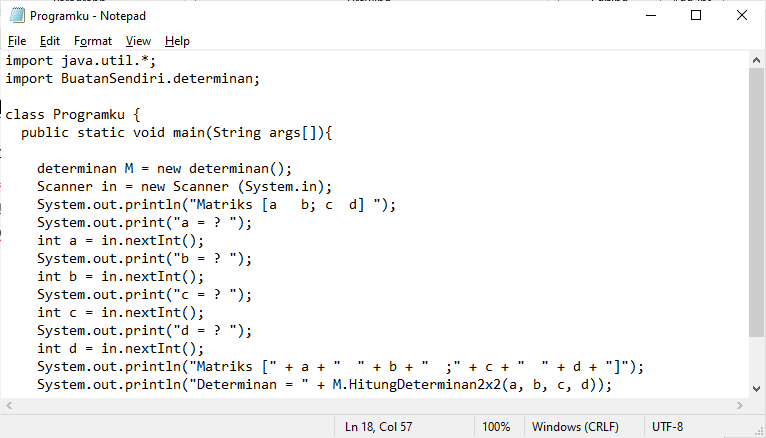 Programku - Notepad
File Edit Format View Help
import java.util.*;
import BuatanSendiri.determinan;

class Programku {
  public static void main(String args[]){

    determinan M = new determinan();
    Scanner in = new Scanner (System.in);
    System.out.println("Matriks [a   b; c  d] ");
    System.out.print("a = ? ");
    int a = in.nextInt();
    System.out.print("b = ? ");
    int b = in.nextInt();
    System.out.print("c = ? ");
    int c = in.nextInt();
    System.out.print("d = ? ");
    int d = in.nextInt();
    System.out.println("Matriks [" + a + "  " + b + "  ;" + c + "  " + d + "]");
    System.out.println("Determinan = " + M.HitungDeterminan2x2(a, b, c, d));
Ln 18, Col 57 100% Windows (CRLF) UTF-8